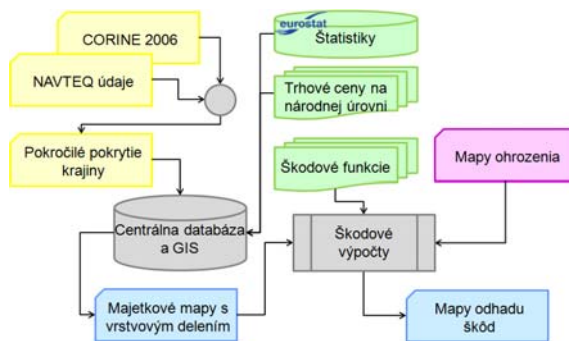 CORINE 2006
NAVTEQ údaje
Pokročilé pokrytie
krajiny
eurostat
Štatistiky
Trhové ceny na
národnej úrovni
Škodové funkcie
Mapy ohrozenia
Centrálna databáza
a GIS
Škodové
výpočty
Majetkové mapy s
vrstvovým delením
Mapy odhadu
škôd